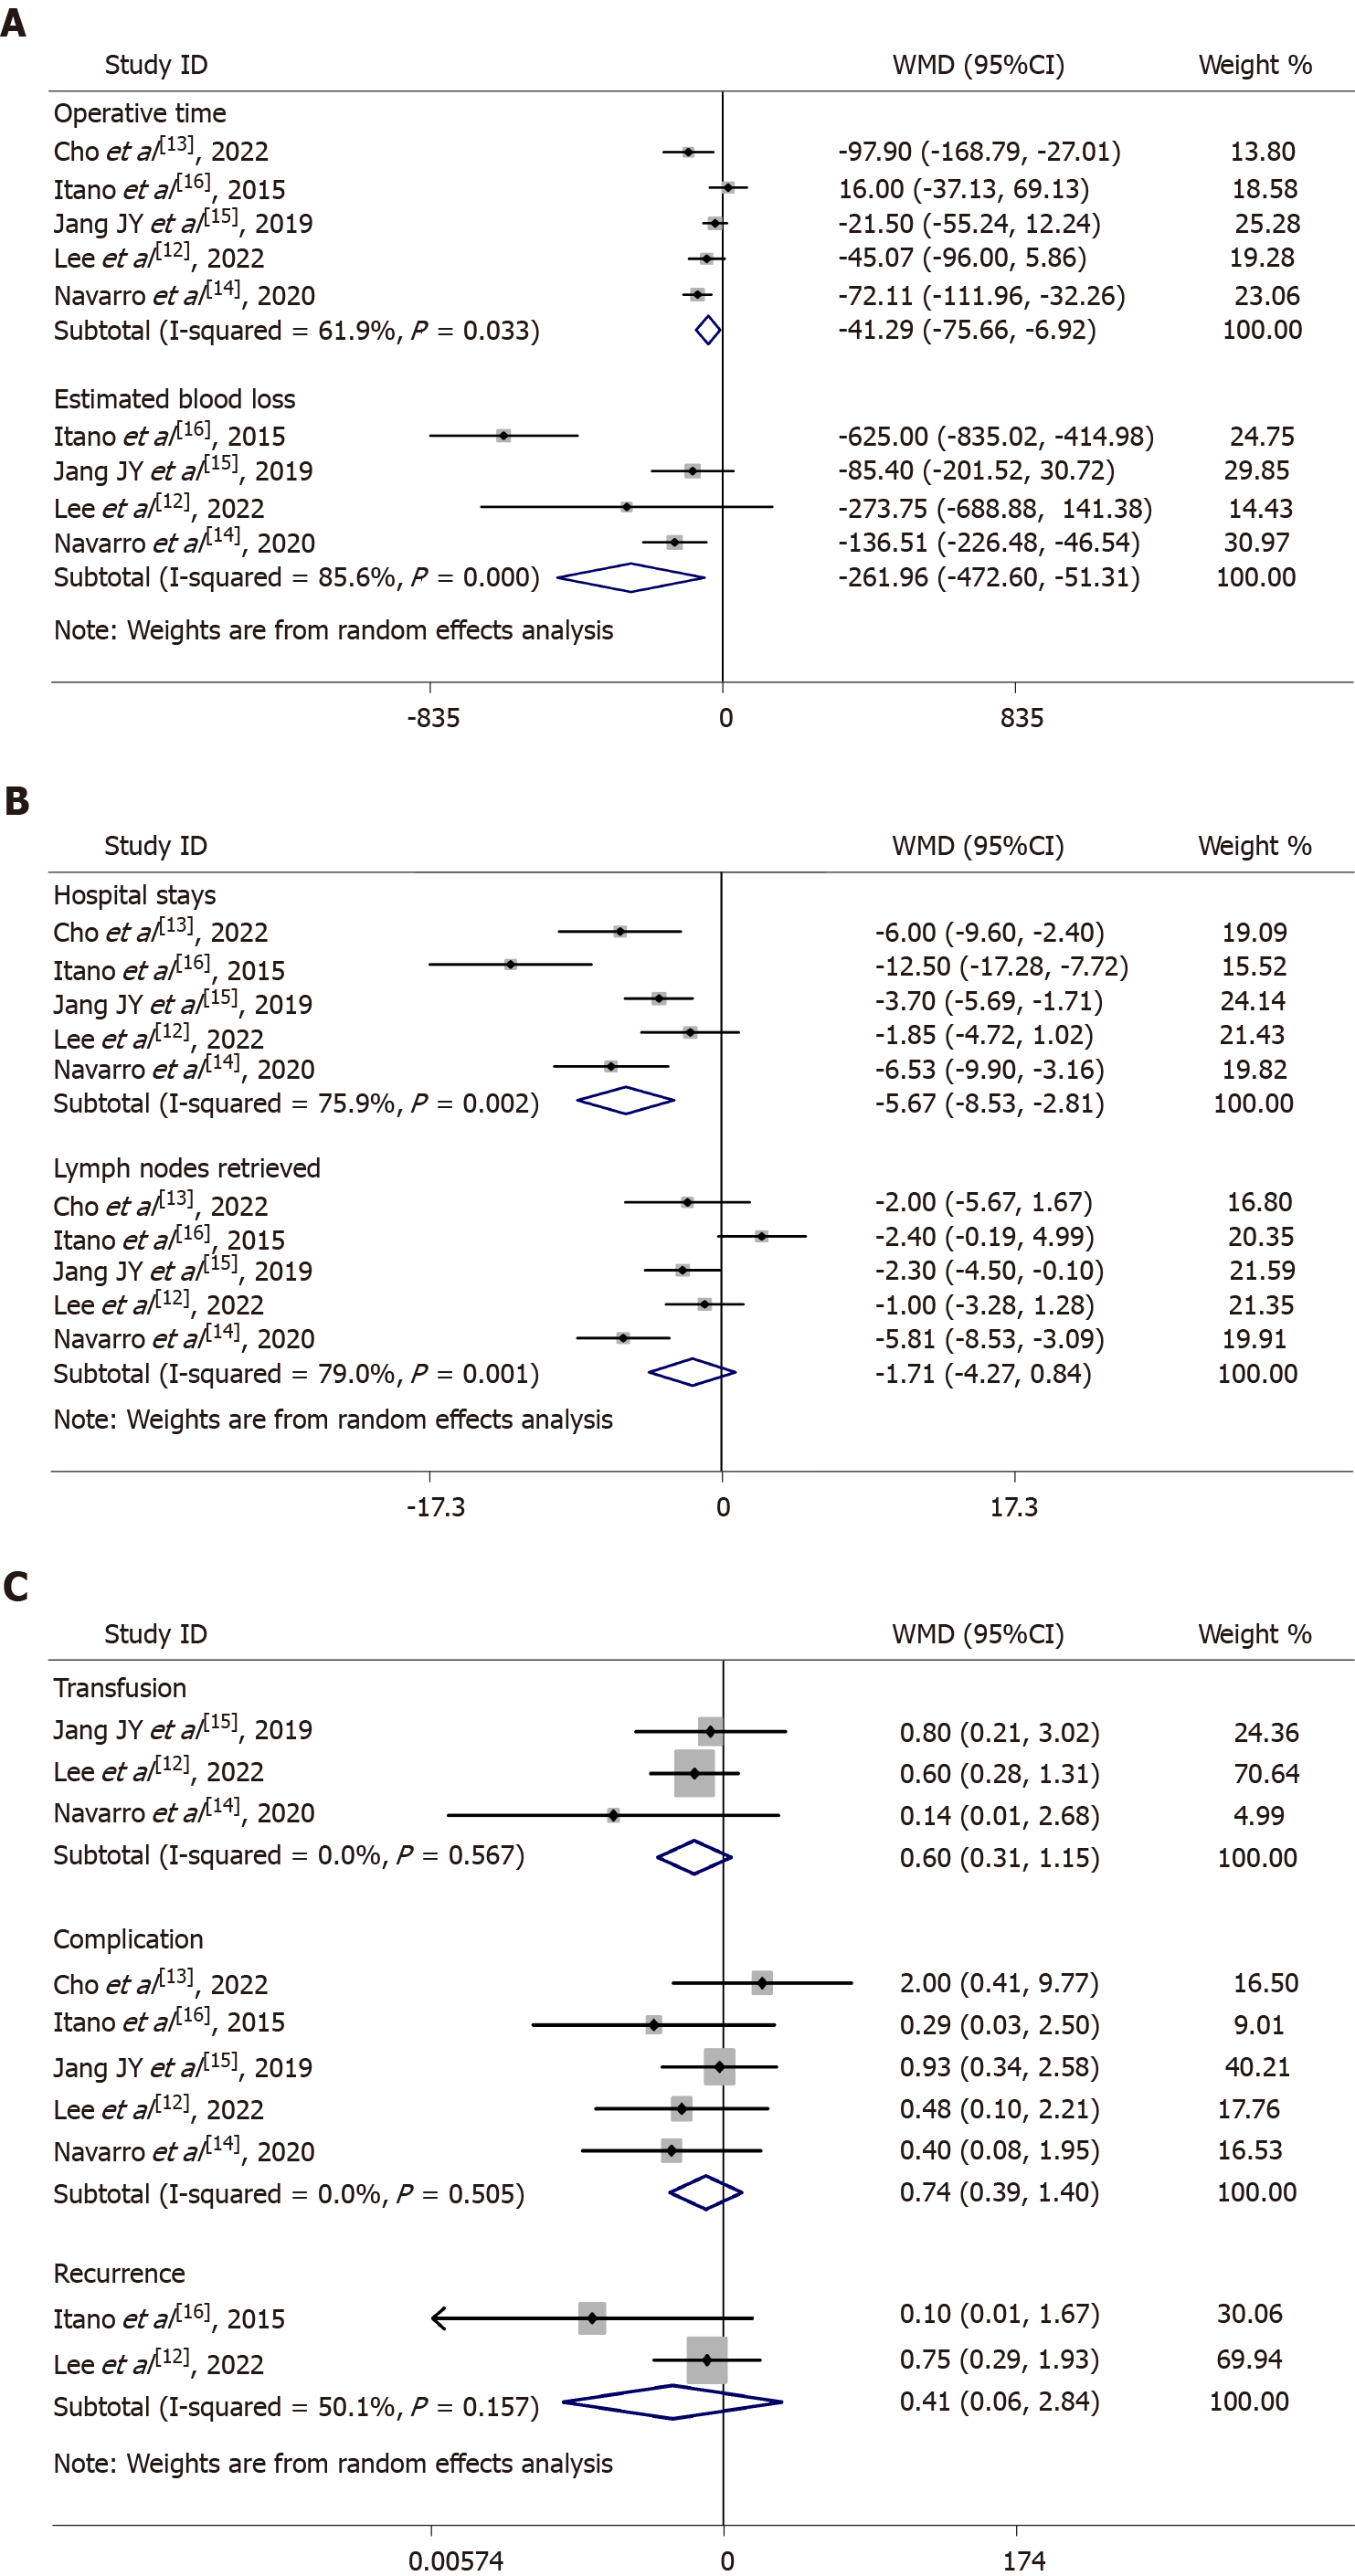 A
Study ID WMD (95%CI) Weight %
Operative time
Cho et al[13], 2022 -97.90 (-168.79, -27.01) 13.80
Itano et al[16], 2015 16.00 (-37.13, 69.13) 18.58
Jang JY et al[15], 2019 -21.50 (-55.24, 12.24) 25.28
Lee et al[12], 2022 -45.07 (-96.00, 5.86) 19.28
Navarro et al[14], 2020 -72.11 (-111.96, -32.26) 23.06
Subtotal (I-squared = 61.9%, P = 0.033) -41.29 (-75.66, -6.92) 100.00
Estimated blood loss
Itano et al[16], 2015 -625.00 (-835.02, -414.98) 24.75
Jang JY et al[15], 2019 -85.40 (-201.52, 30.72) 29.85
Lee et al[12], 2022 -273.75 (-688.88, 141.38) 14.43
Navarro et al[14], 2020 -136.51 (-226.48, -46.54) 30.97
Subtotal (I-squared = 85.6%, P = 0.000) -261.96 (-472.60, -51.31) 100.00
Note: Weights are from random effects analysis
-835 0 835
B
Study ID WMD (95%CI) Weight %
Hospital stays
Cho et al[13], 2022 -6.00 (-9.60, -2.40) 19.09
Itano et al[16], 2015 -12.50 (-17.28, -7.72) 15.52
Jang JY et al[15], 2019 -3.70 (-5.69, -1.71) 24.14
Lee et al[12], 2022 -1.85 (-4.72, 1.02) 21.43
Navarro et al[14], 2020 -6.53 (-9.90, -3.16) 19.82
Subtotal (I-squared = 75.9%, P = 0.002) -5.67 (-8.53, -2.81) 100.00
Lymph nodes retrieved
Cho et al[13], 2022 -2.00 (-5.67, 1.67) 16.80
Itano et al[16], 2015 -2.40 (-0.19, 4.99) 20.35
Jang JY et al[15], 2019 -2.30 (-4.50, -0.10) 21.59
Lee et al[12], 2022 -1.00 (-3.28, 1.28) 21.35
Navarro et al[14], 2020 -5.81 (-8.53, -3.09) 19.91
Subtotal (I-squared = 79.0%, P = 0.001) -1.71 (-4.27, 0.84) 100.00
Note: Weights are from random effects analysis
-17.3 0 17.3
C
Study ID WMD (95%CI) Weight %
Transfusion
Jang JY et al[15], 2019 0.80 (0.21, 3.02) 24.36
Lee et al[12], 2022 0.60 (0.28, 1.31) 70.64
Navarro et al[14], 2020 0.14 (0.01, 2.68) 4.99
Subtotal (I-squared = 0.0%, P = 0.567) 0.60 (0.31, 1.15) 100.00
Complication
Cho et al[13], 2022 2.00 (0.41, 9.77) 16.50
Itano et al[16], 2015 0.29 (0.03, 2.50) 9.01
Jang JY et al[15], 2019 0.93 (0.34, 2.58) 40.21
Lee et al[12], 2022 0.48 (0.10, 2.21) 17.76
Navarro et al[14], 2020 0.40 (0.08, 1.95) 16.53
Subtotal (I-squared = 0.0%, P = 0.505) 0.74 (0.39, 1.40) 100.00
Recurrence
Itano et al[16], 2015 0.10 (0.01, 1.67) 30.06
Lee et al[12], 2022 0.75 (0.29, 1.93) 69.94
Subtotal (I-squared = 50.1%, P = 0.157) 0.41 (0.06, 2.84) 100.00
Note: Weights are from random effects analysis
0.00574 0 174